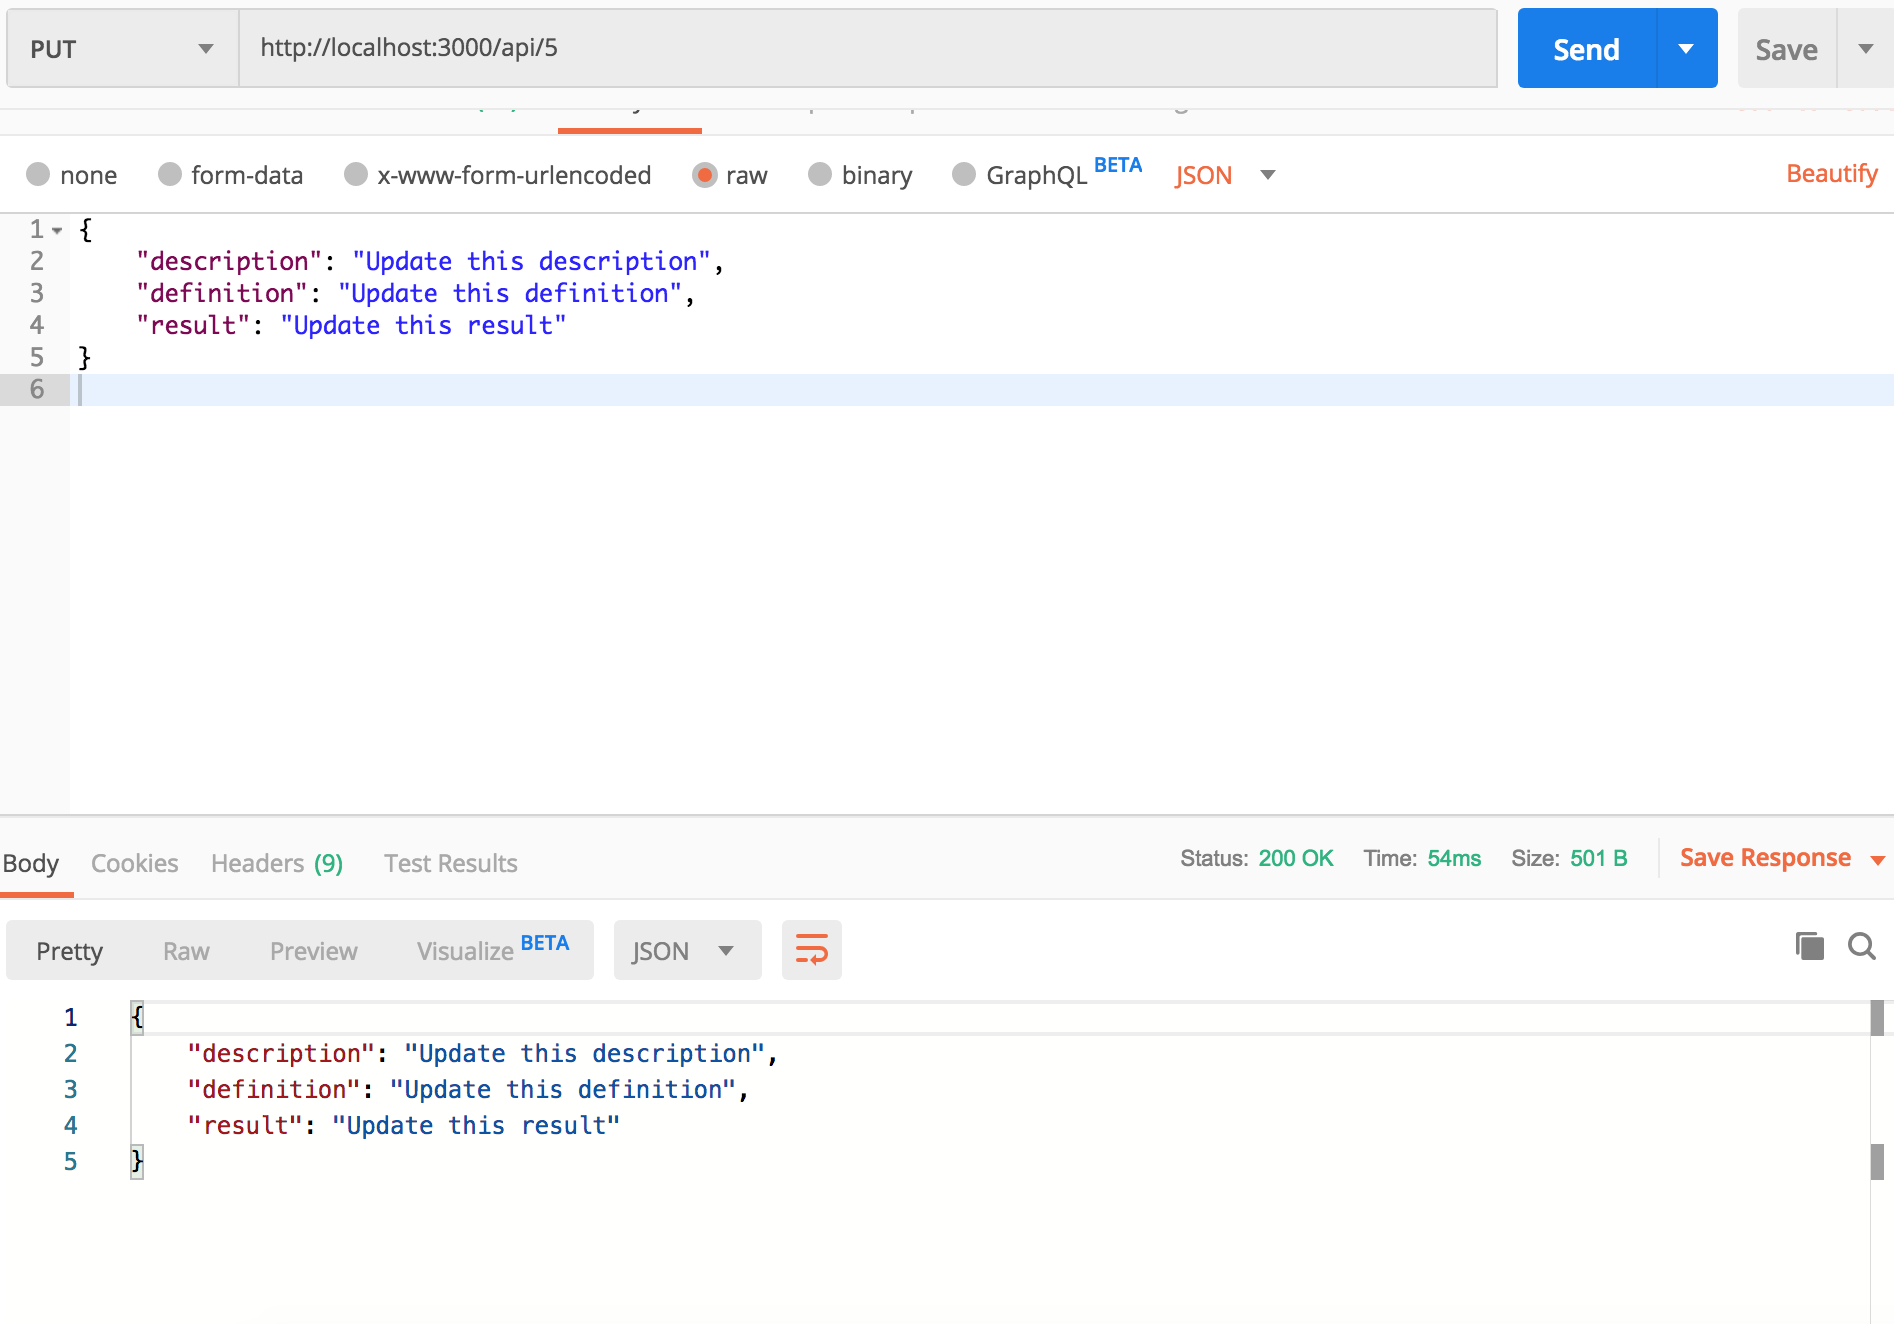 PUT http://localhost:3000/api/5 Send Save
none form-data x-www-form-urlencoded raw binary GraphQL BETA JSON Beautify
1 {
2 "description": "Update this description",
3 "definition": "Update this definition",
4 "result": "Update this result"
5 }
6
Body Cookies Headers (9) Test Results Status: 200 OK Time: 54ms Size: 501 B Save Response
Pretty Raw Preview Visualize BETA JSON
1 {
2 "description": "Update this description",
3 "definition": "Update this definition",
4 "result": "Update this result"
5 }